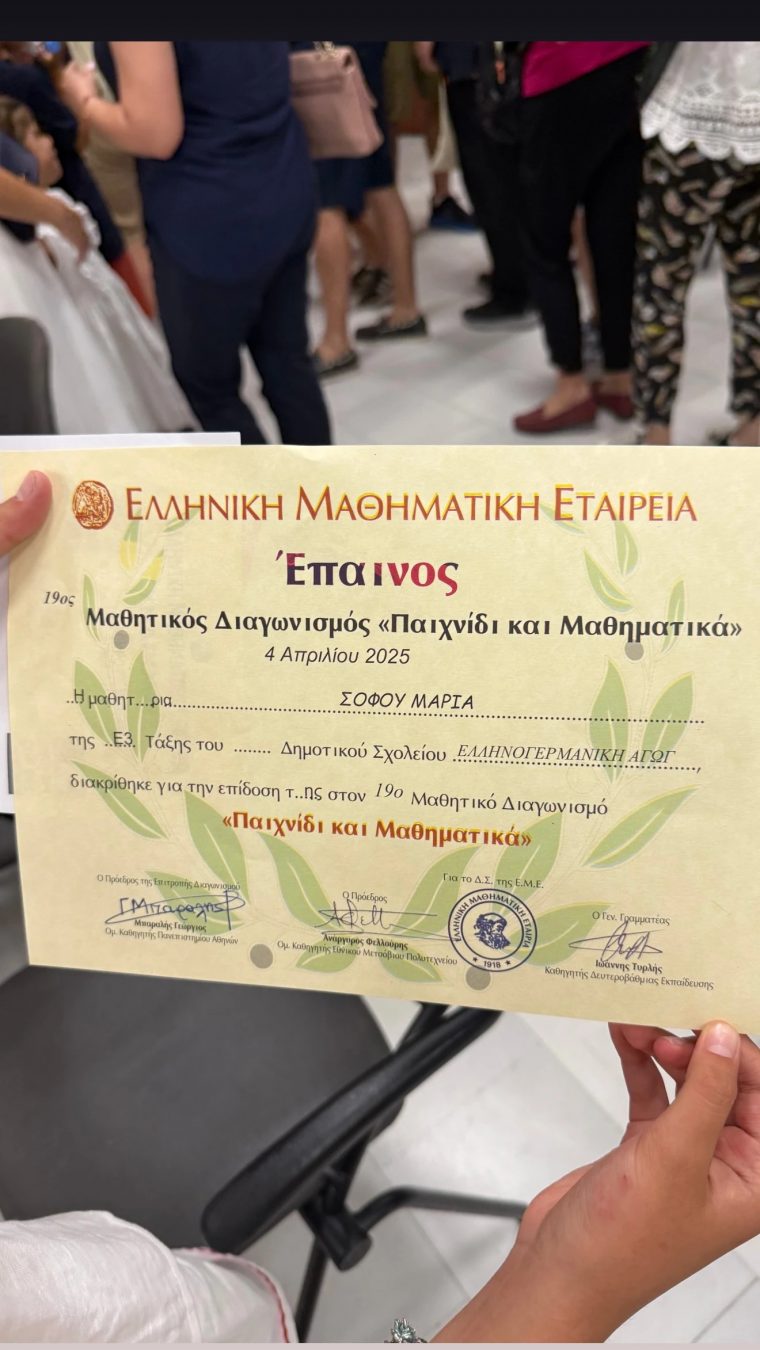 ΕΛΛΗΝΙΚΗ ΜΑΘΗΜΑΤΙΚΗ ΕΤΑΙΡΕΙΑ
Έπαινος
19ος
Μαθητικός Διαγωνισμός «Παιχνίδι και Μαθηματικά»
4 Απριλίου 2025
..Η μαθητ....ρια.................ΣΟΦΟΥ ΜΑΡΙΑ.................
της ..Ε3. Τάξης του ........ Δημοτικού Σχολείου ΕΛΛΗΝΟΓΕΡΜΑΝΙΚΗ ΑΓΩΓ,
διακρίθηκε για την επίδοση τ..ης στον 19ο Μαθητικό Διαγωνισμό
«Παιχνίδι και Μαθηματικά»
Για το Δ.Σ. της Ε.Μ.Ε.
Ο Πρόεδρος της Επιτροπής Διαγωνισμού
Γ Μπαραλής
Μπαραλής Γεώργιος
Ομ. Καθηγητής Πανεπιστημίου Αθηνών
Ο Πρόεδρος
Ανάργυρος Φελλούρης
Ομ. Καθηγητής Εθνικού Μετσόβιου Πολυτεχνείου
ΕΛΛΗΝΙΚΗ ΜΑΘΗΜΑΤΙΚΗ ΕΤΑΙΡΕΙΑ
★ 1918 ★
Ο Γεν. Γραμματέας
Ιωάννης Τυρλής
Καθηγητής Δευτεροβάθμιας Εκπαίδευσης